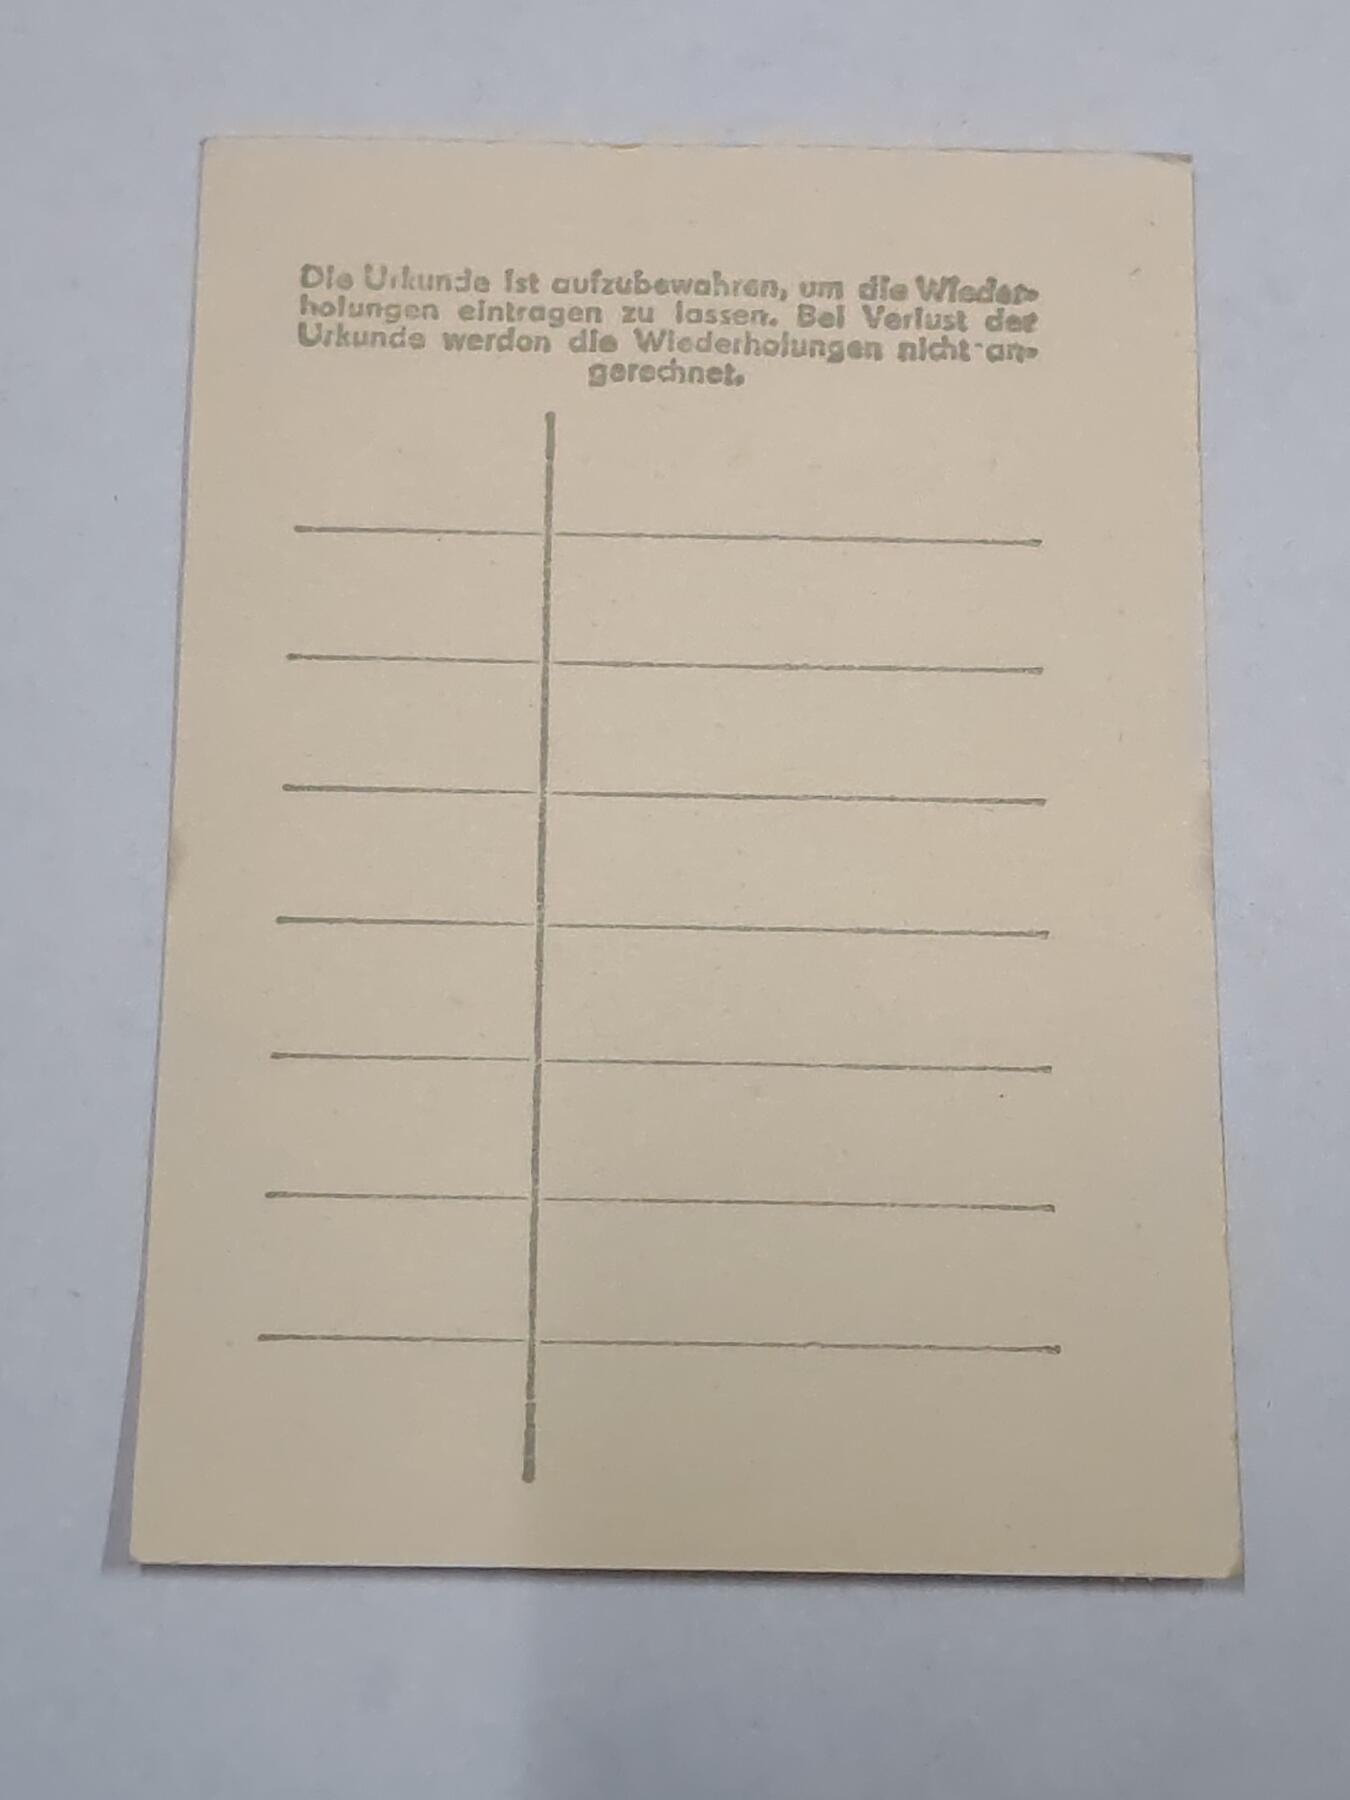 Die Urkunde ist aufzubewahren, um die Wieder-
holungen eintragen zu lassen. Bei Verlust der
Urkunde werden die Wiederholungen nicht an-
gerechnet.